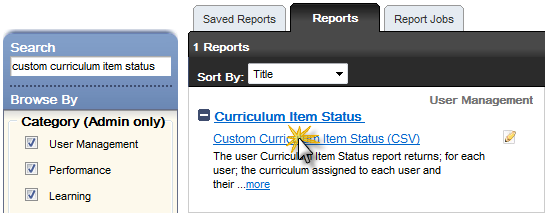 Saved Reports
Reports
Report Jobs
Search
custom curriculum item status
Browse By
Category (Admin only)
User Management
Performance
Learning
1 Reports
Sort By: Title
User Management
Curriculum Item Status
Custom Curriculum Item Status (CSV)
The user Curriculum Item Status report returns; for each
user; the curriculum assigned to each user and
their ...more